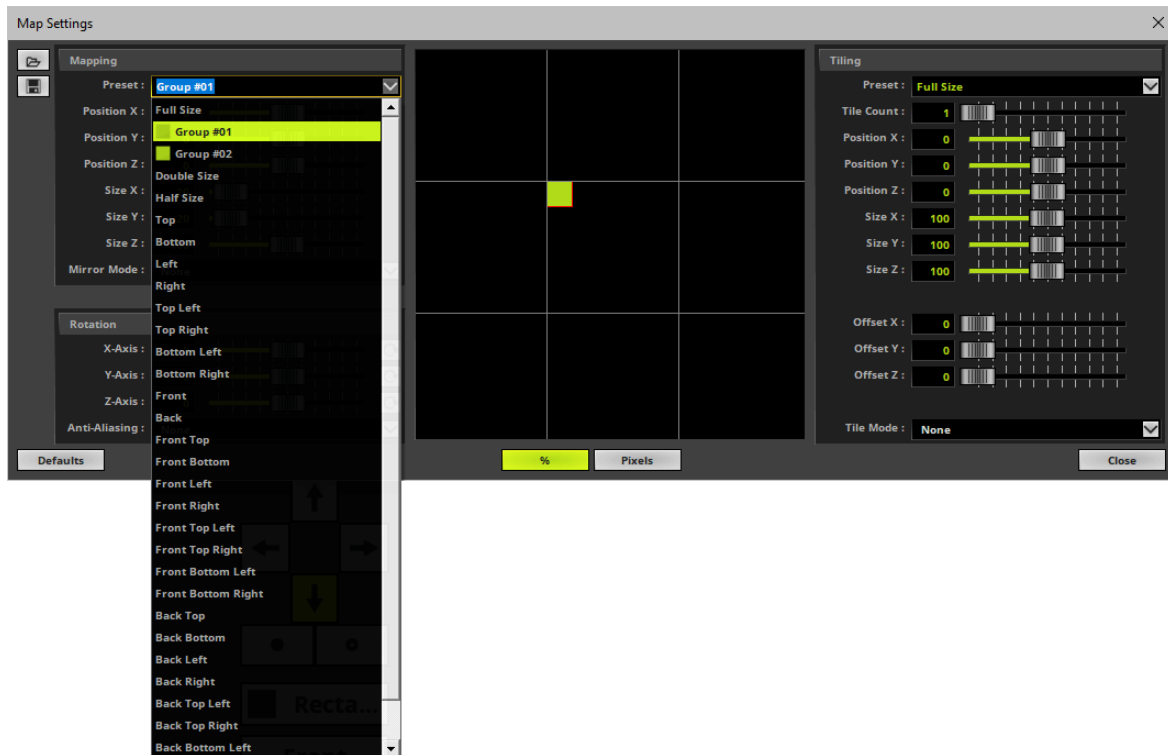 Map Settings
Mapping
Preset :
Group #01
Position X :
Position Y :
Position Z :
Size X :
Size Y :
Size Z :
Mirror Mode :
Full Size
Group #01
Group #02
Double Size
Half Size
Top
Bottom
Left
Right
Top Left
Top Right
Bottom Left
Bottom Right
Front
Back
Front Top
Front Bottom
Front Left
Front Right
Front Top Left
Front Top Right
Front Bottom Left
Front Bottom Right
Back Top
Back Bottom
Back Left
Back Right
Back Top Left
Back Top Right
Back Bottom Left
Rotation
X-Axis :
Y-Axis :
Z-Axis :
Anti-Aliasing :
Defaults
Recta...
Front
%
Pixels
Tiling
Preset : Full Size
Tile Count : 1
Position X : 0
Position Y : 0
Position Z : 0
Size X : 100
Size Y : 100
Size Z : 100
Offset X : 0
Offset Y : 0
Offset Z : 0
Tile Mode : None
Close